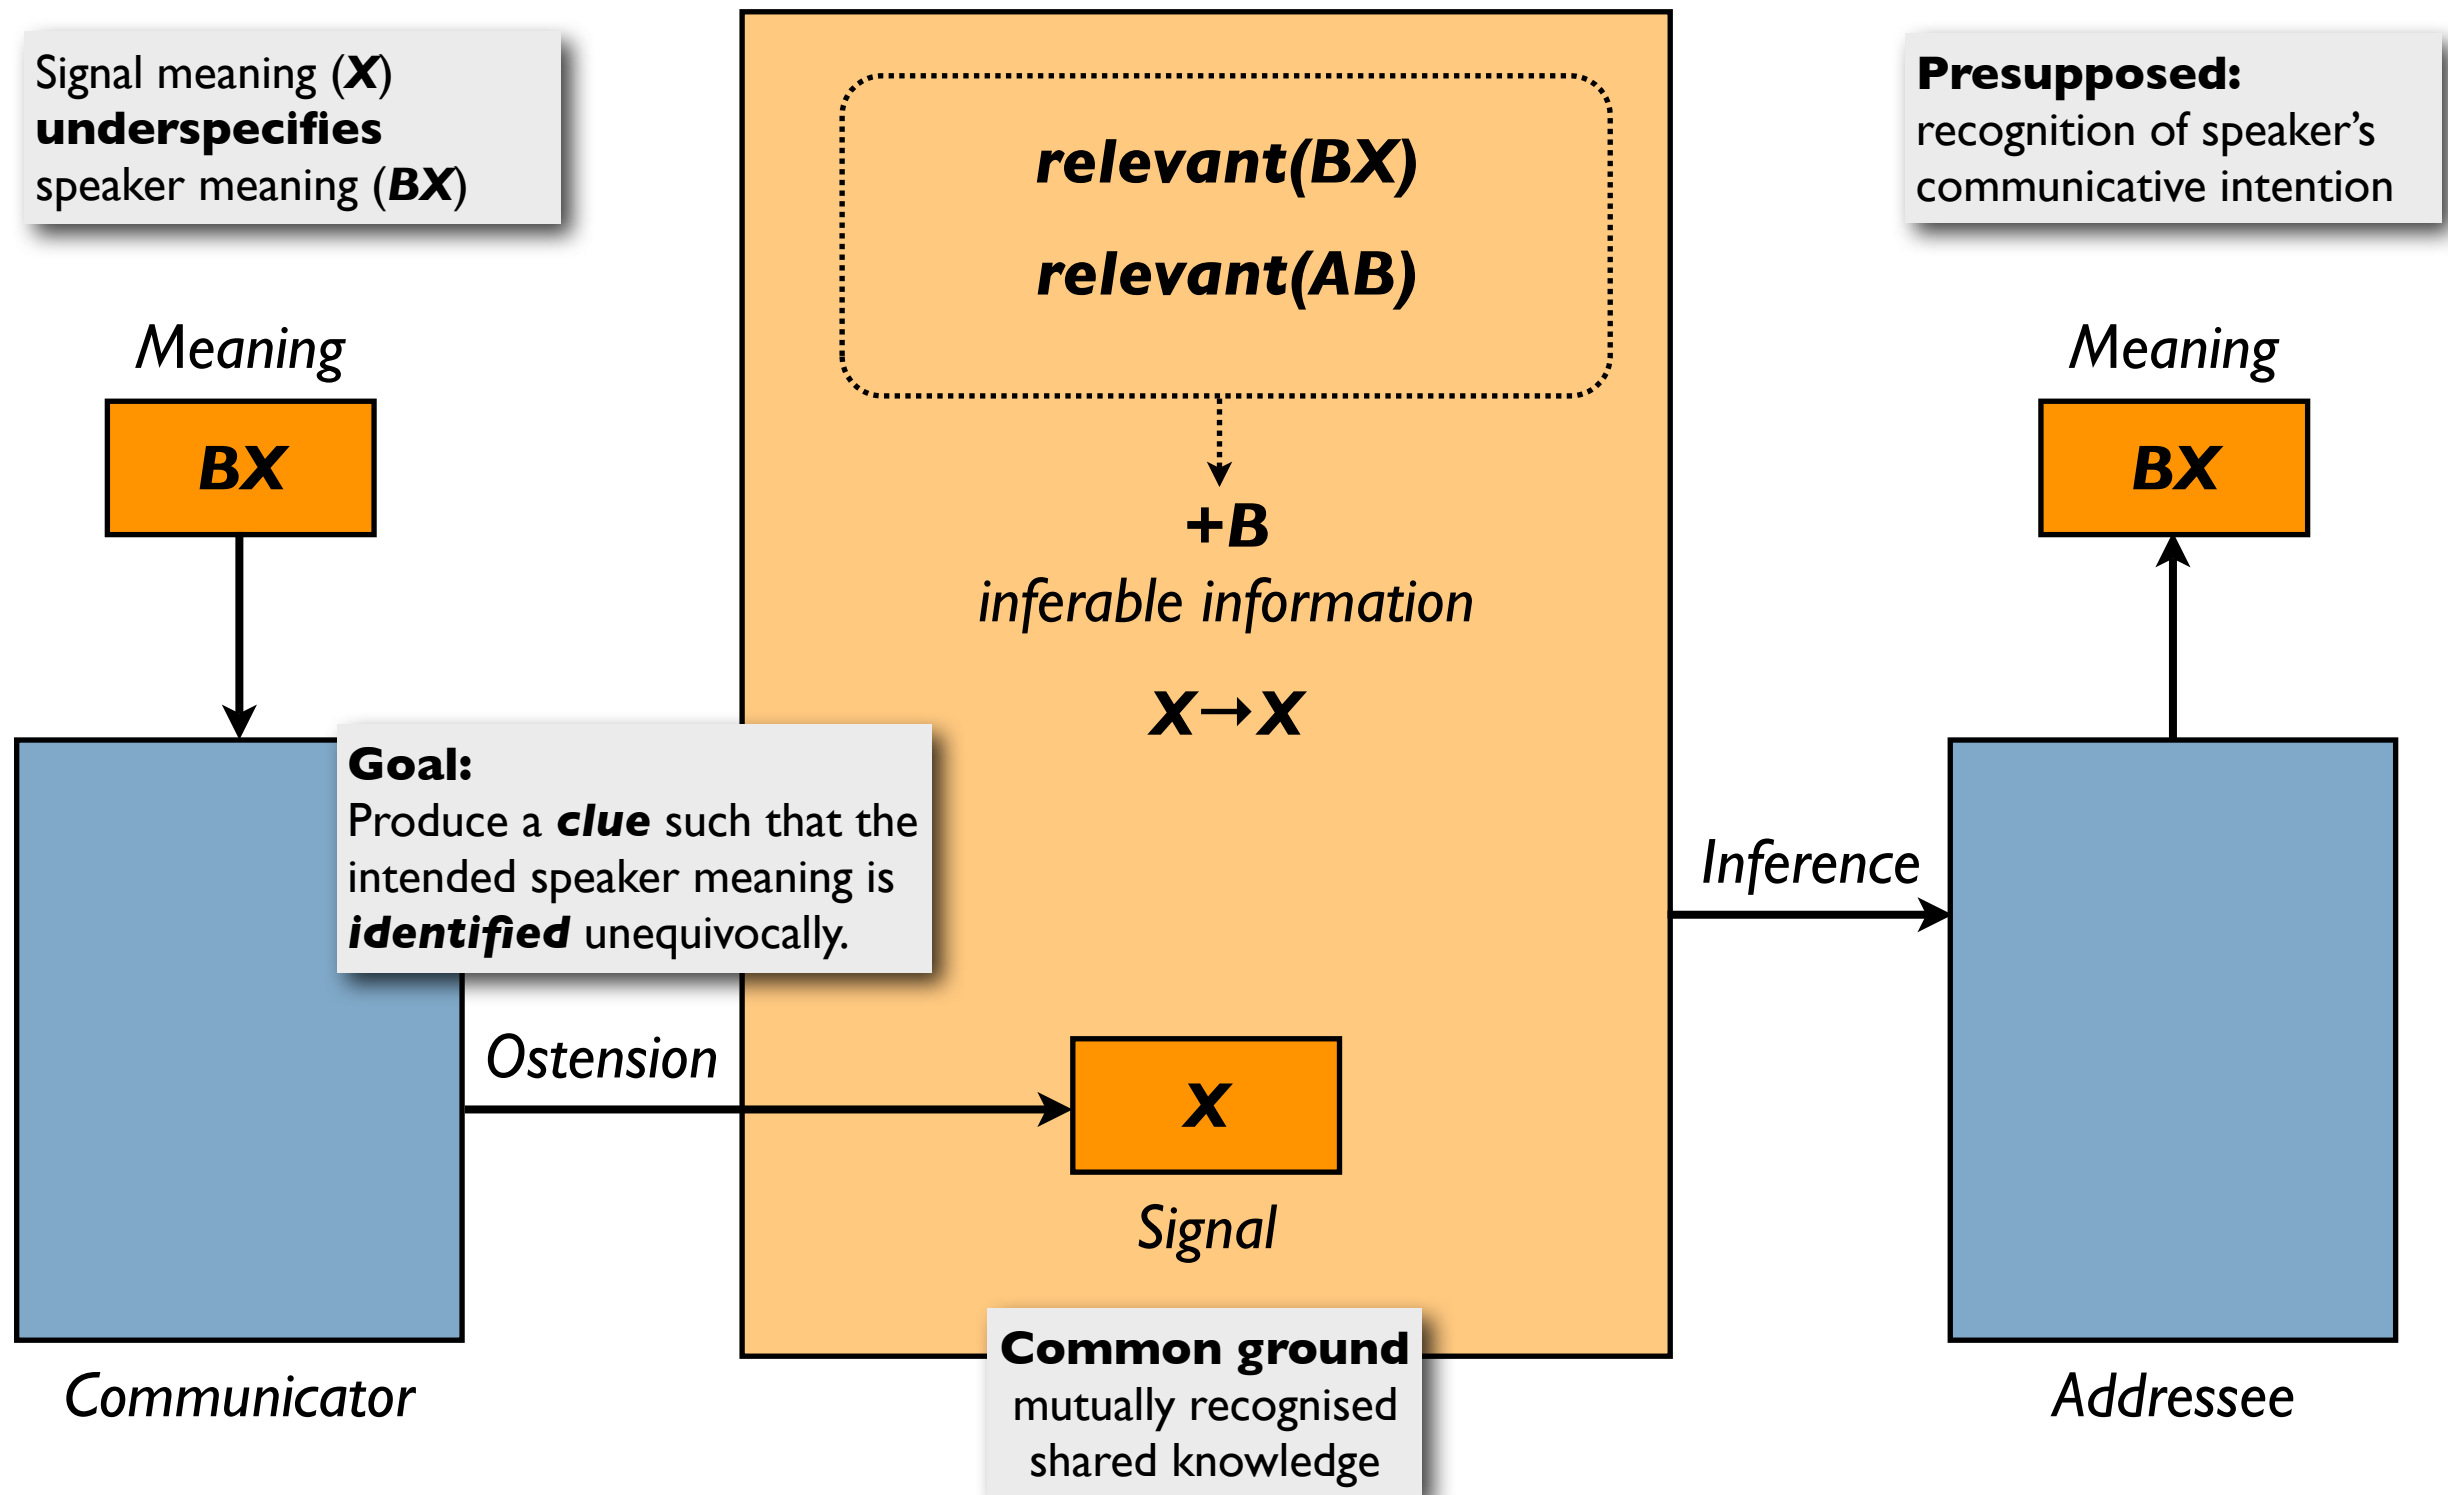 Signal meaning (X)
underspecifies
speaker meaning (BX)
relevant(BX)
relevant(AB)
Presupposed:
recognition of speaker’s
communicative intention
Meaning
BX
+B
inferable information
X→X
Meaning
BX
Goal:
Produce a clue such that the
intended speaker meaning is
identified unequivocally.
Inference
Ostension
X
Signal
Communicator
Common ground
mutually recognised
shared knowledge
Addressee